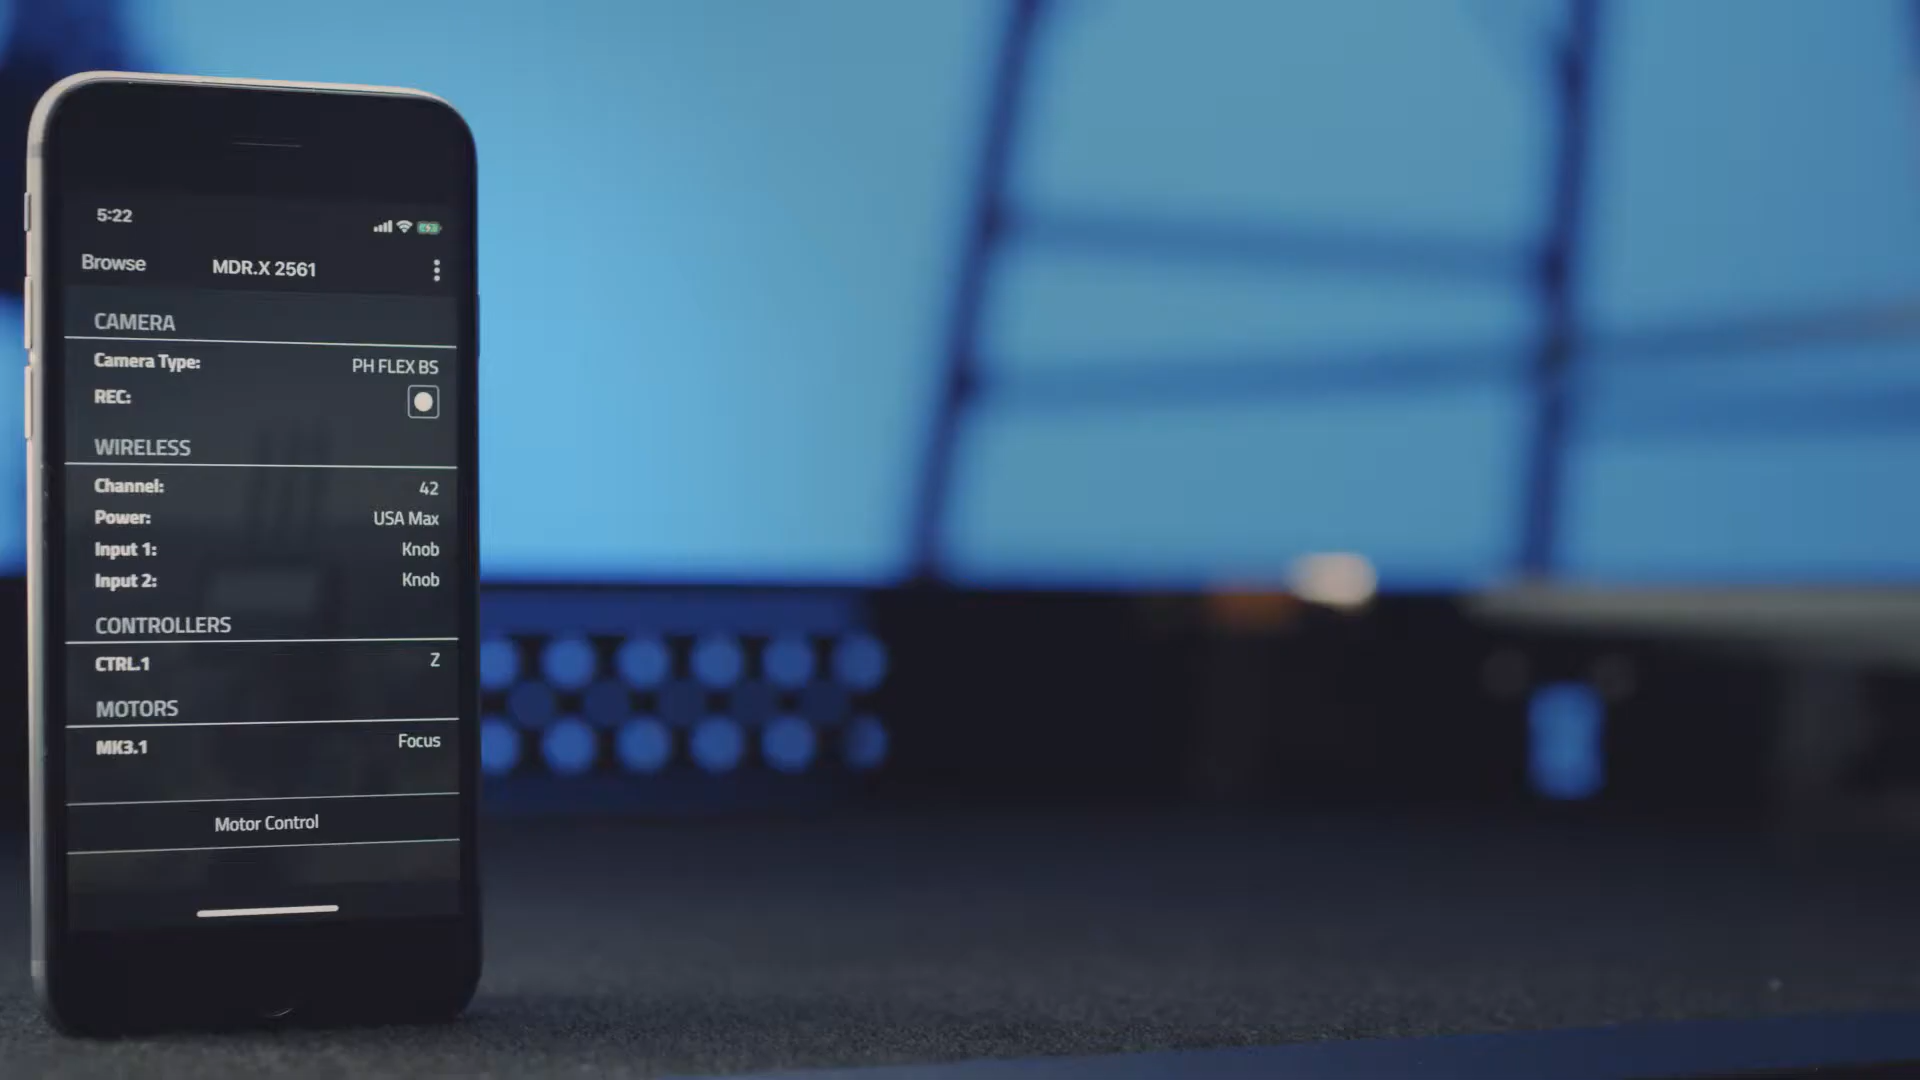 5:22
Browse MDR.X 2561
CAMERA
Camera Type: PH FLEX BS
REC:
WIRELESS
Channel: 42
Power: USA Max
Input 1: Knob
Input 2: Knob
CONTROLLERS
CTRL.1 Z
MOTORS
MK3.1 Focus
Motor Control